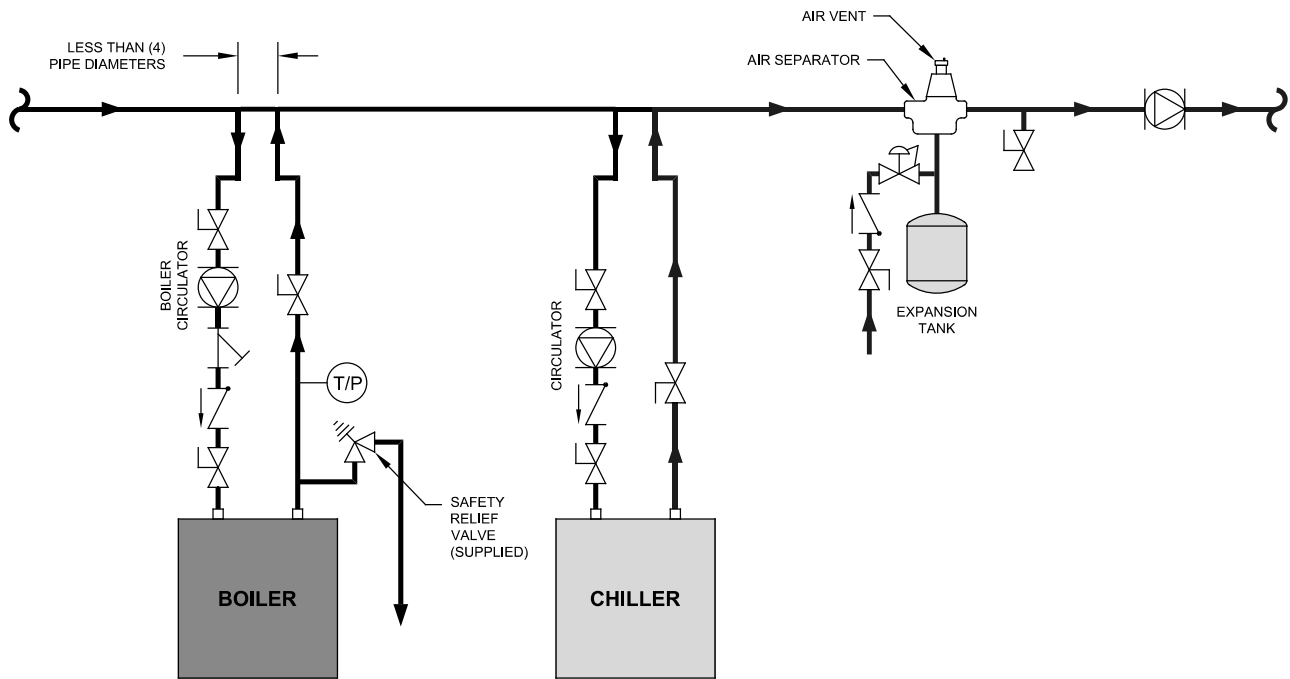 AIR VENT
LESS THAN (4)
PIPE DIAMETERS
AIR SEPARATOR
BOILER
CIRCULATOR
CIRCULATOR
EXPANSION
TANK
T/P
SAFETY
RELIEF
VALVE
(SUPPLIED)
BOILER
CHILLER